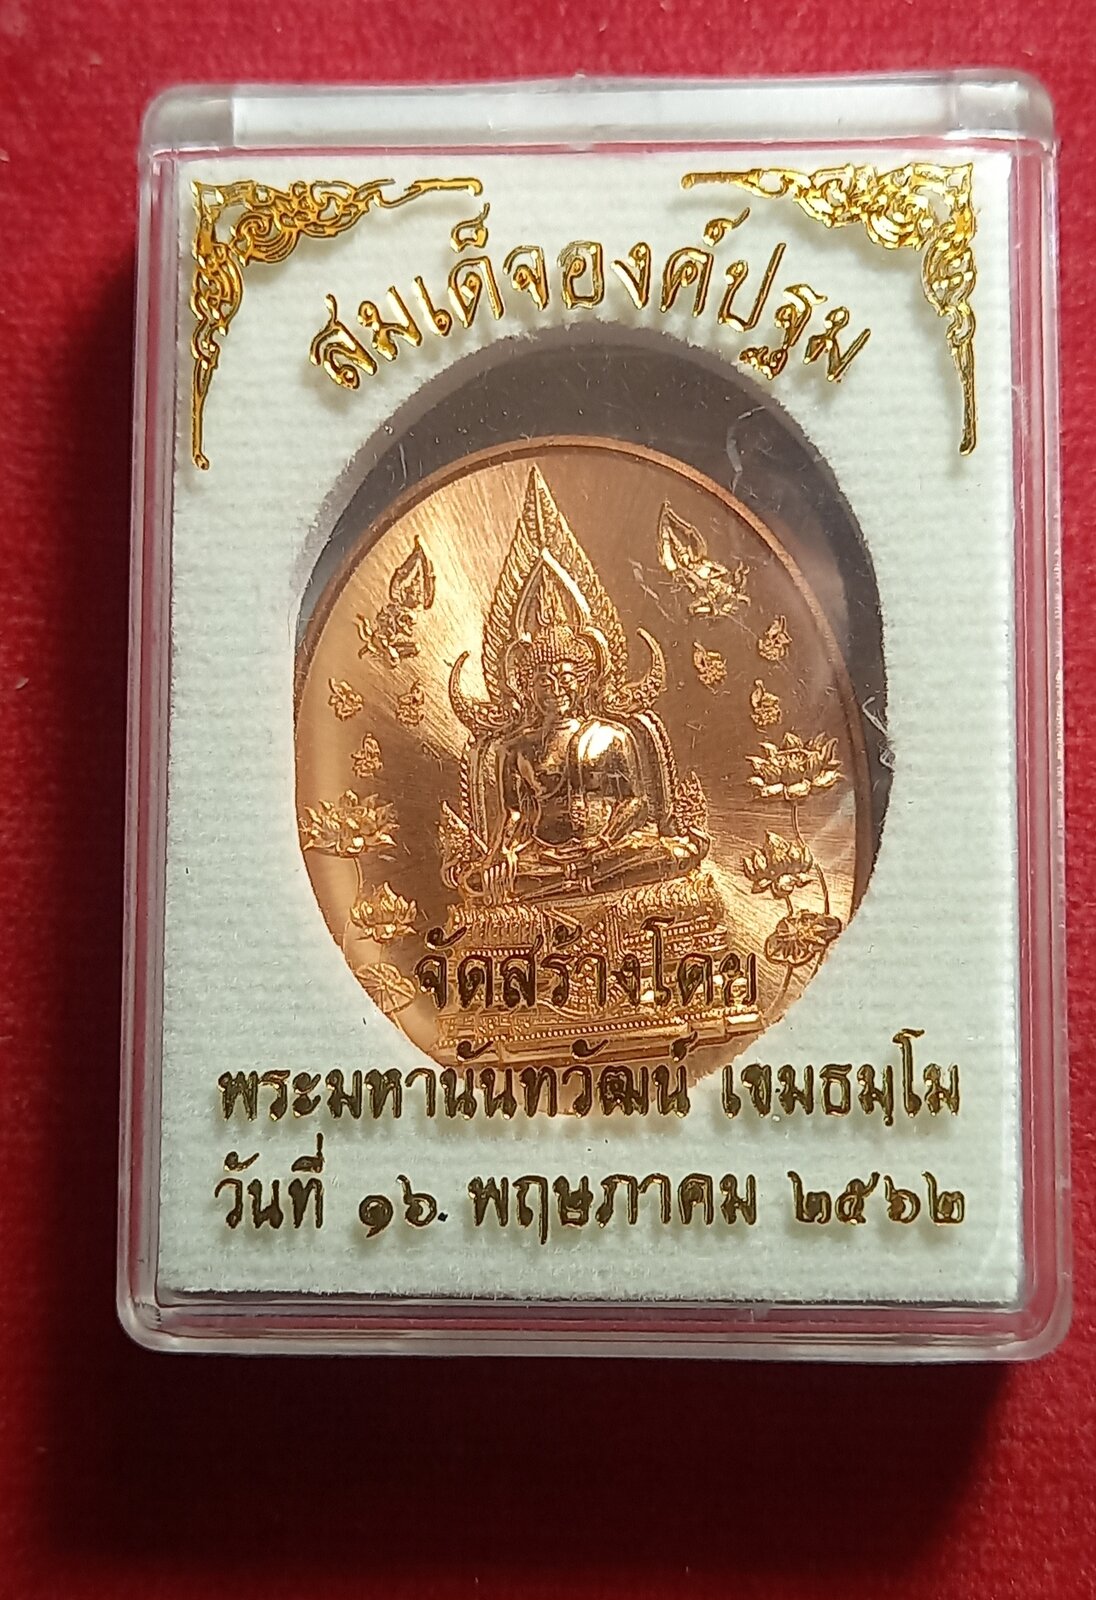 สมเด็จองค์ปฐม
จัดสร้างโดย
พระมหานันทวัฒน์ เขมธมฺโม
วันที่ ๑๖. พฤษภาคม ๒๕๖๒